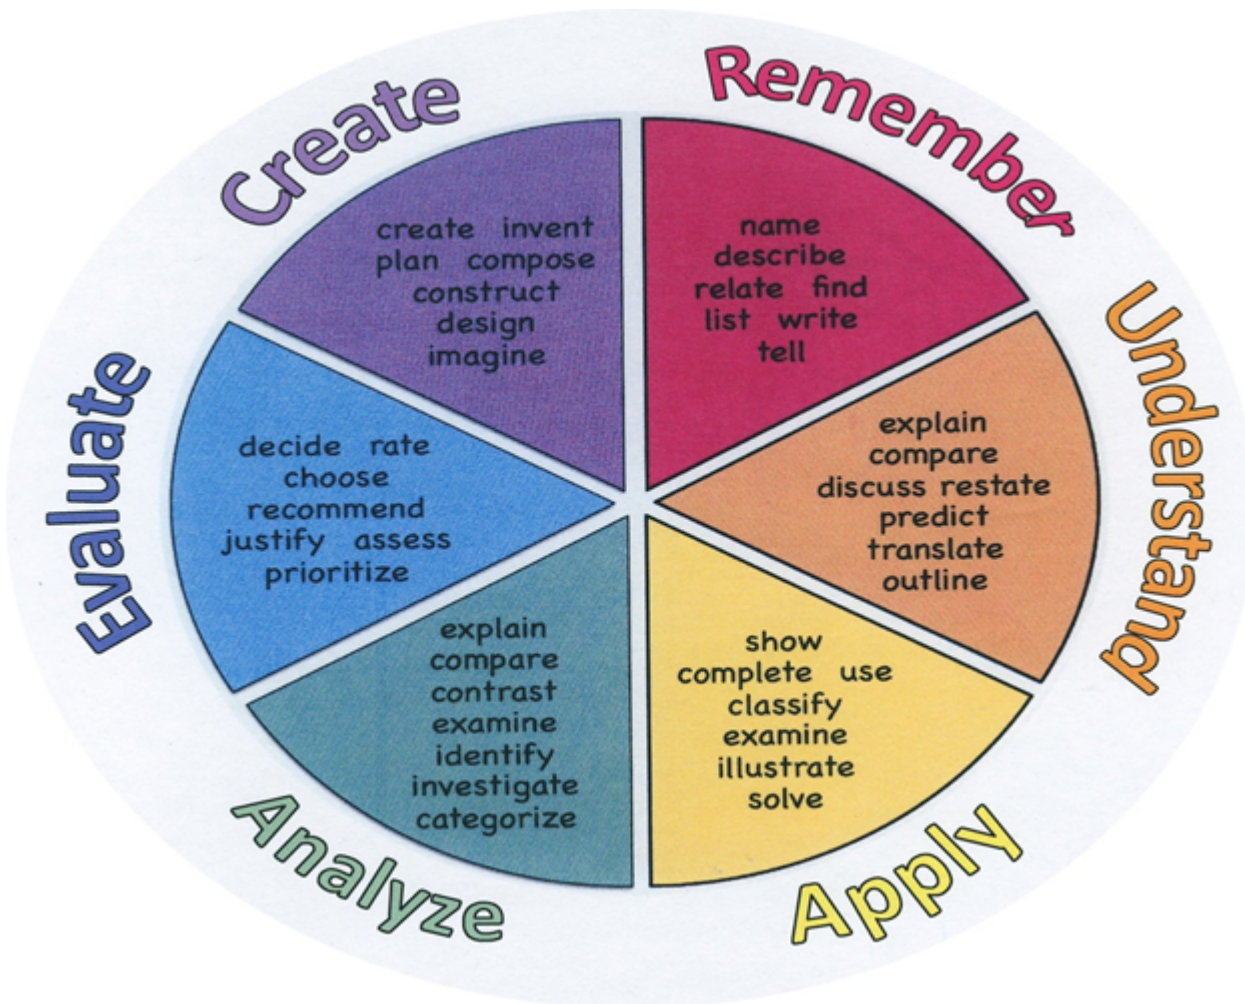 Remember
name
describe
relate find
list write
tell
Understand
explain
compare
discuss restate
predict
translate
outline
Apply
show
complete use
classify
examine
illustrate
solve
Analyze
explain
compare
contrast
examine
identify
investigate
categorize
Evaluate
decide rate
choose
recommend
justify assess
prioritize
Create
create invent
plan compose
construct
design
imagine